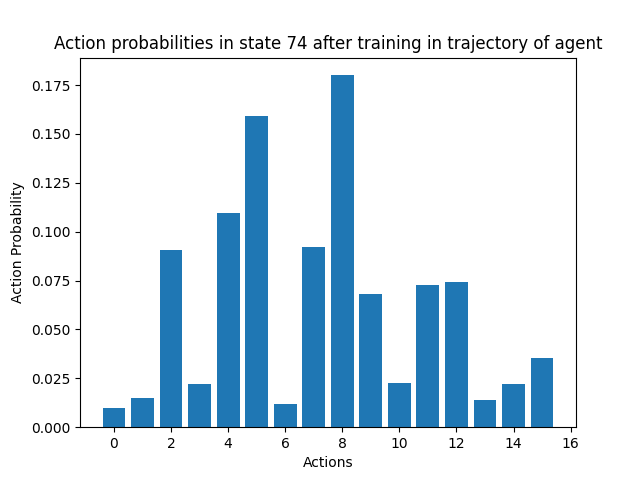 Action probabilities in state 74 after training in trajectory of agent
0.175
0.150
0.125
0.100
0.075
0.050
0.025
0.000
Action Probability
0 2 4 6 8 10 12 14 16
Actions